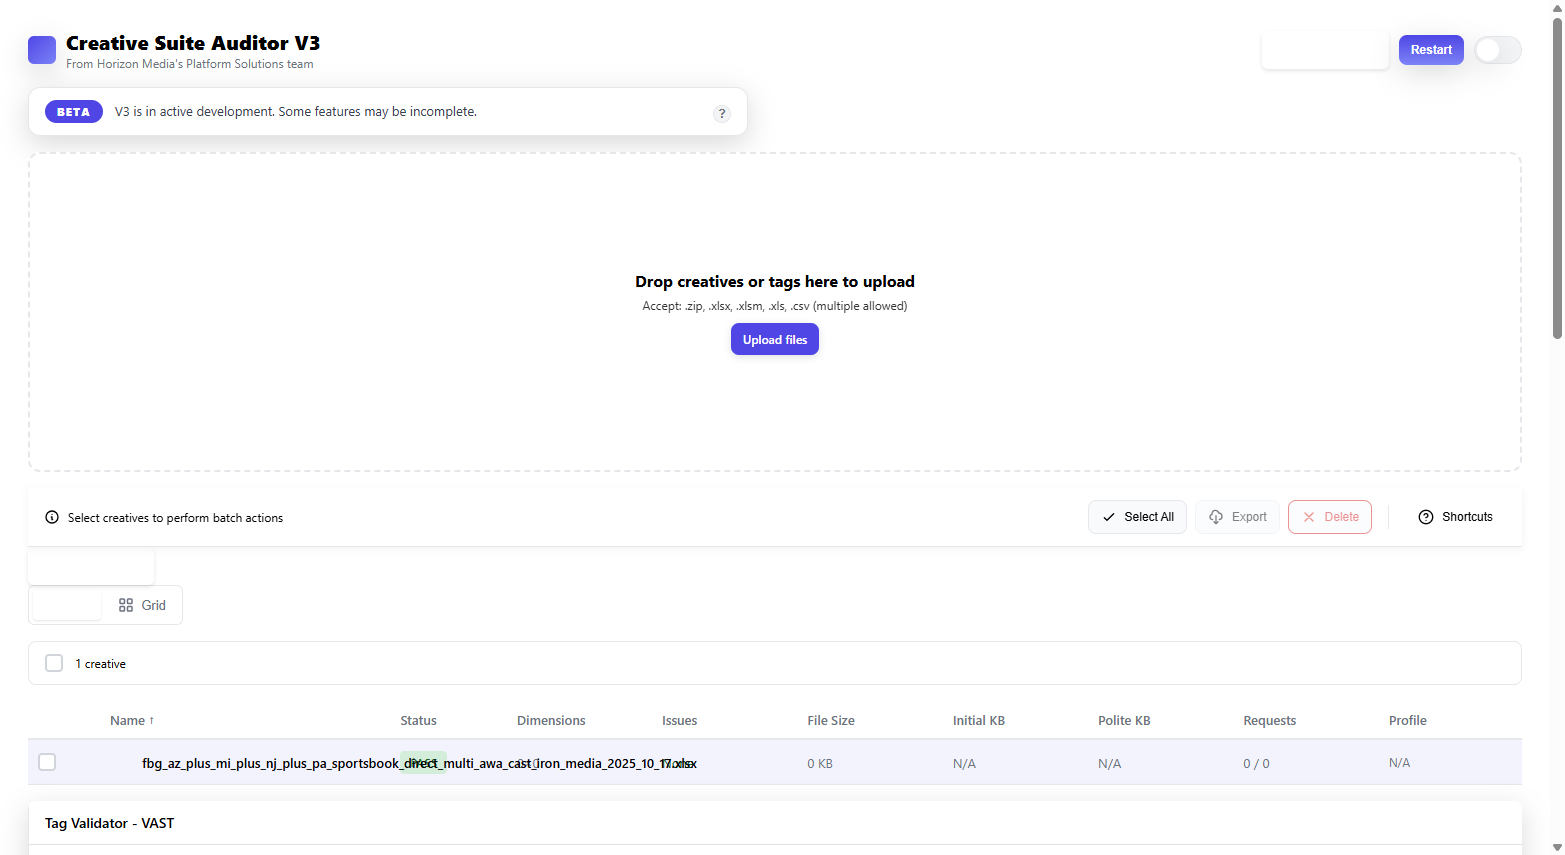 Creative Suite Auditor V3
From Horizon Media's Platform Solutions team
Restart
BETA V3 is in active development. Some features may be incomplete. ?
Drop creatives or tags here to upload
Accept: .zip, .xlsx, .xlsm, .xls, .csv (multiple allowed)
Upload files
Select creatives to perform batch actions
Select All
Export
Delete
Shortcuts
Grid
1 creative
Name ↑ Status Dimensions Issues File Size Initial KB Polite KB Requests Profile
fbg_az_plus_mi_plus_nj_plus_pa_sportsbook_direct_multi_awa_cast_iron_media_2025_10_17.xlsx PASS None 0 KB N/A N/A 0 / 0 N/A
Tag Validator - VAST